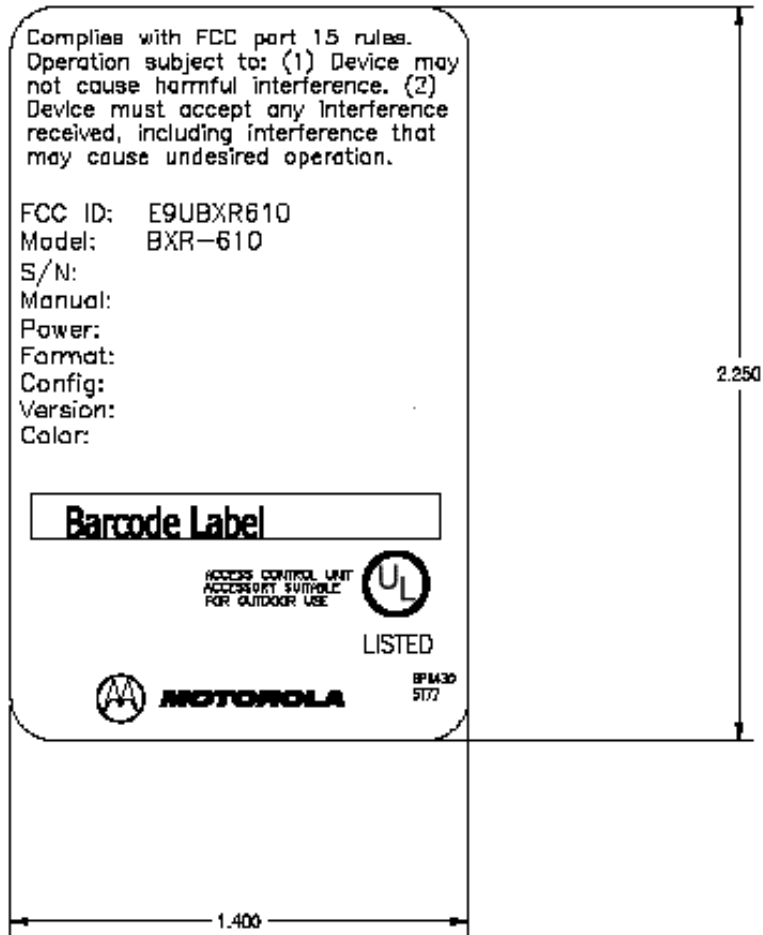 Complies with FCC part 15 rules.
Operation subject to: (1) Device may
not cause harmful interference. (2)
Device must accept any interference
received, including interference that
may cause undesired operation.
FCC ID: E9UBXR610
Model: BXR-610
S/N:
Manual:
Power:
Format:
Config:
Version:
Color:
2.250
Barcode Label
ACCESS CONTROL UNIT
ACCESSORY SUITABLE
FOR OUTDOOR USE
UL
LISTED
MOTOROLA
5177
1.400